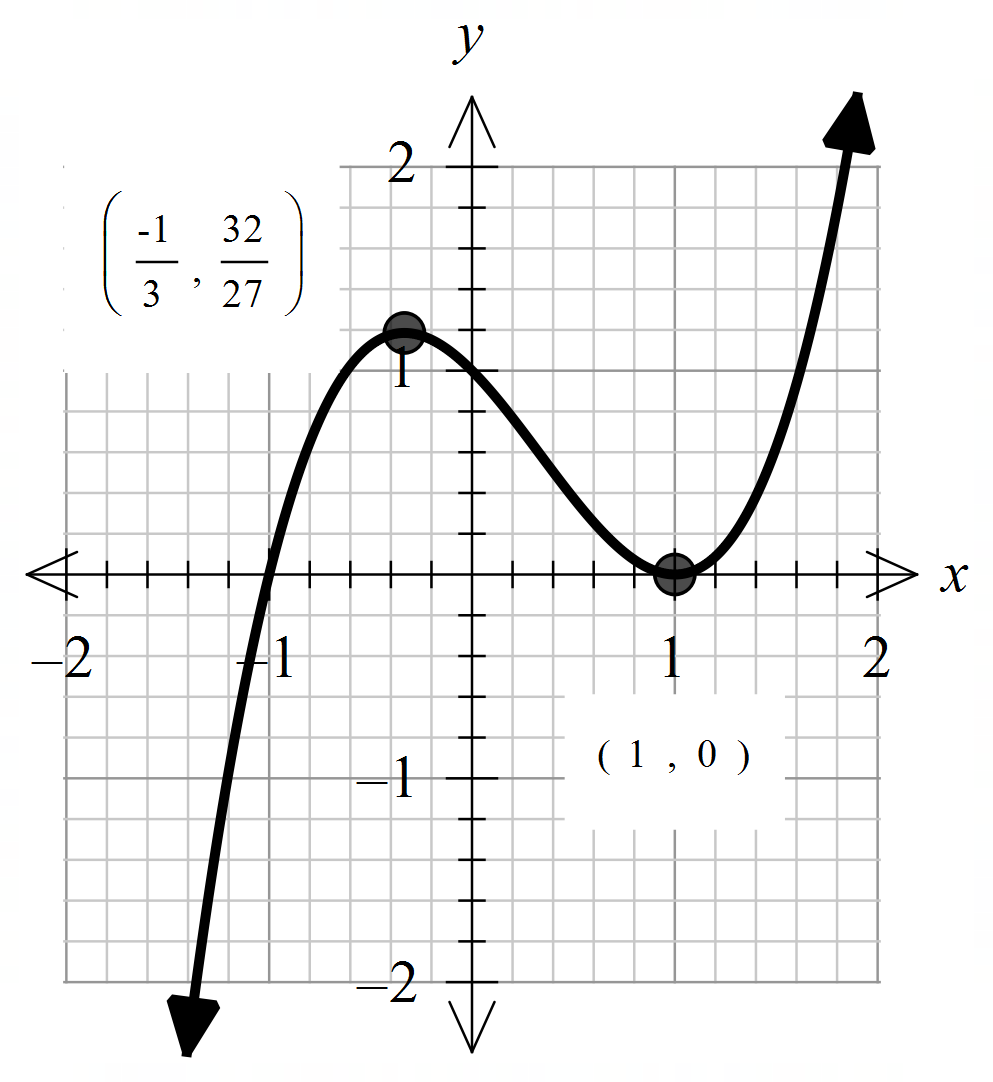 y
2
( -1/3 , 32/27 )
1
x
–2 –1 1 2
( 1 , 0 )
–1
–2